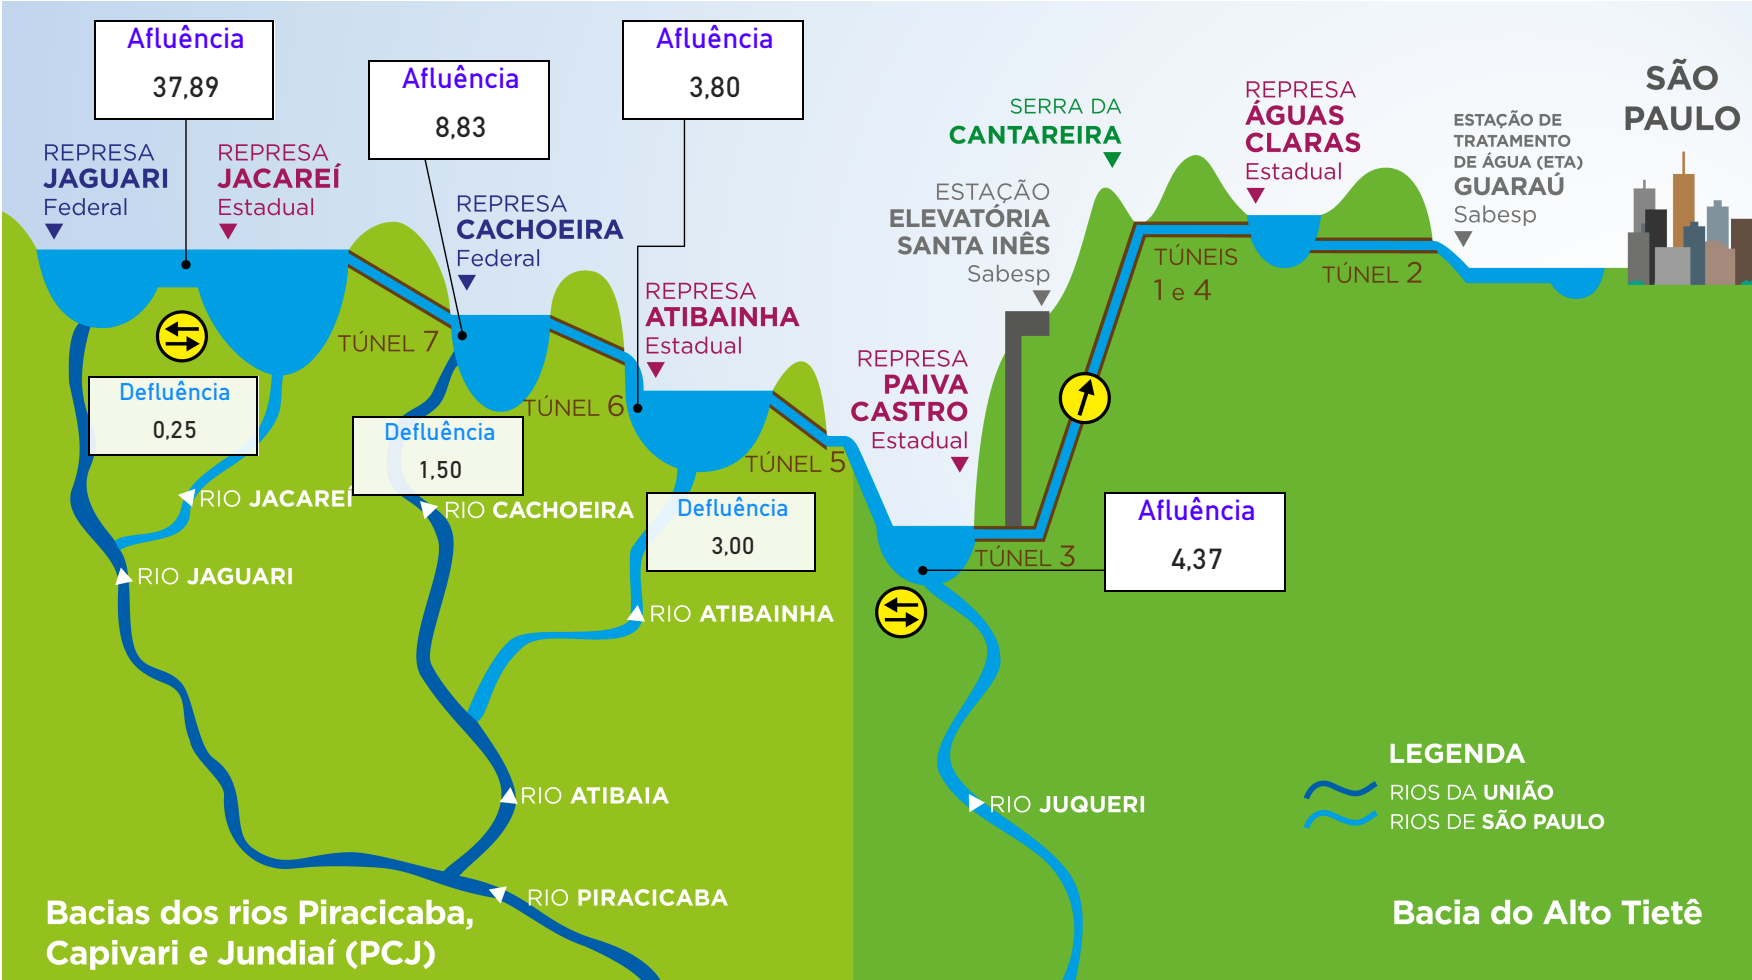 Afluência
37,89
Afluência
8,83
Afluência
3,80
REPRESA
JAGUARI
Federal
REPRESA
JACAREÍ
Estadual
REPRESA
CACHOEIRA
Federal
REPRESA
ATIBAINHA
Estadual
SERRA DA
CANTAREIRA
ESTAÇÃO
ELEVATÓRIA
SANTA INÊS
Sabesp
REPRESA
ÁGUAS
CLARAS
Estadual
ESTAÇÃO DE
TRATAMENTO
DE ÁGUA (ETA)
GUARAÚ
Sabesp
SÃO
PAULO
TÚNEL 7
TÚNEL 6
TÚNEL 5
REPRESA
PAIVA
CASTRO
Estadual
TÚNEIS
1 e 4
TÚNEL 2
TÚNEL 3
Defluência
0,25
Defluência
1,50
Defluência
3,00
Afluência
4,37
RIO JACAREÍ
RIO CACHOEIRA
RIO JAGUARI
RIO ATIBAINHA
RIO ATIBAIA
RIO JUQUERI
RIO PIRACICABA
LEGENDA
RIOS DA UNIÃO
RIOS DE SÃO PAULO
Bacias dos rios Piracicaba,
Capivari e Jundiaí (PCJ)
Bacia do Alto Tietê